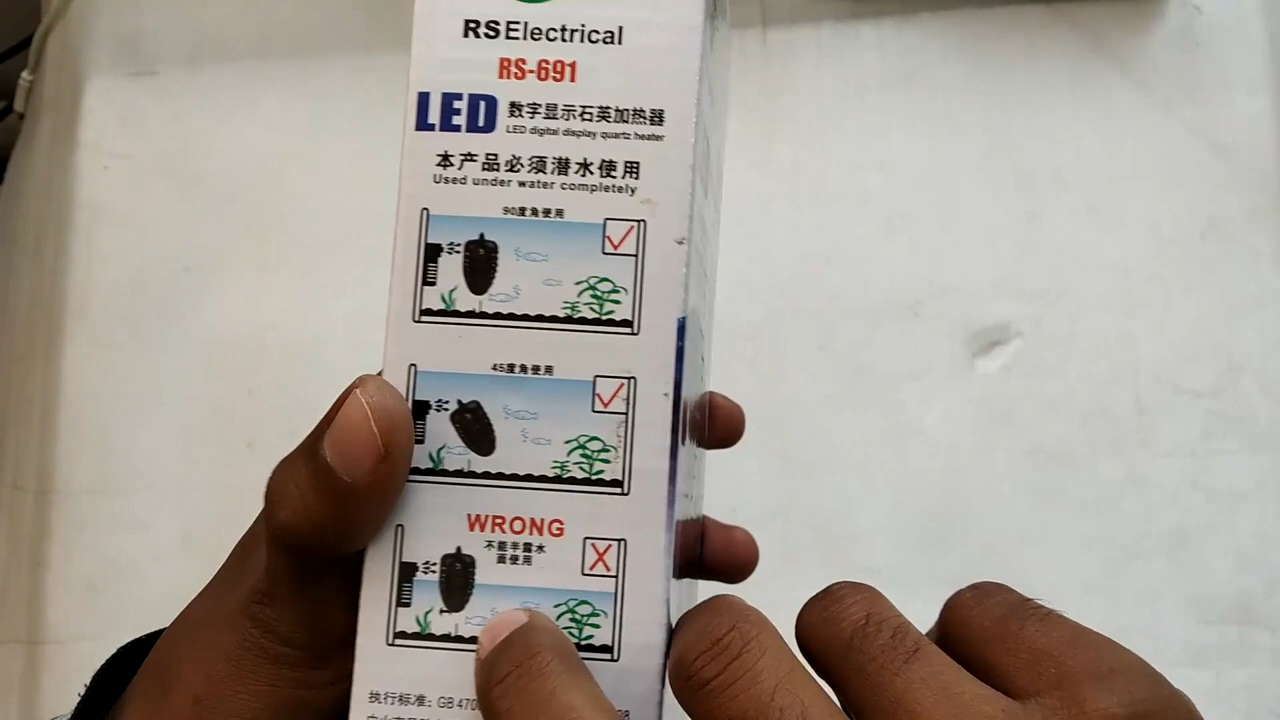 RSElectrical
RS-691
LED 数字显示石英加热器
LED digital display quartz heater
本产品必须潜水使用
Used under water completely
90度角使用
45度角使用
WRONG
不能半露水
面使用
执行标准: GB 470